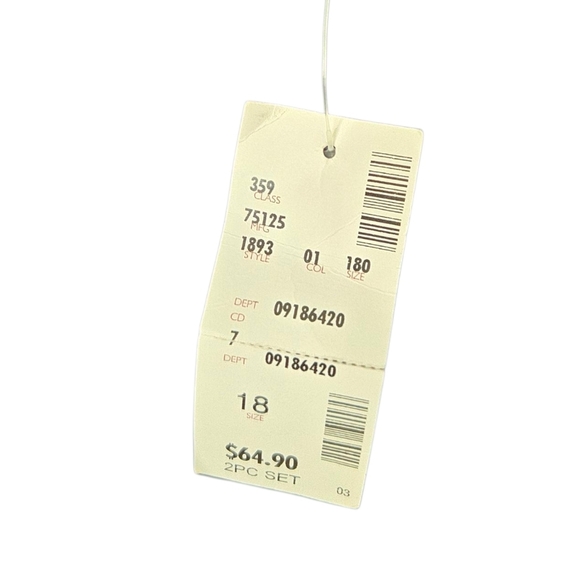 359
CLASS
75125
MFG
1893 01 180
STYLE COL SIZE
DEPT 09186420
CD
7
DEPT 09186420
18
SIZE
$64.90
2PC SET
03